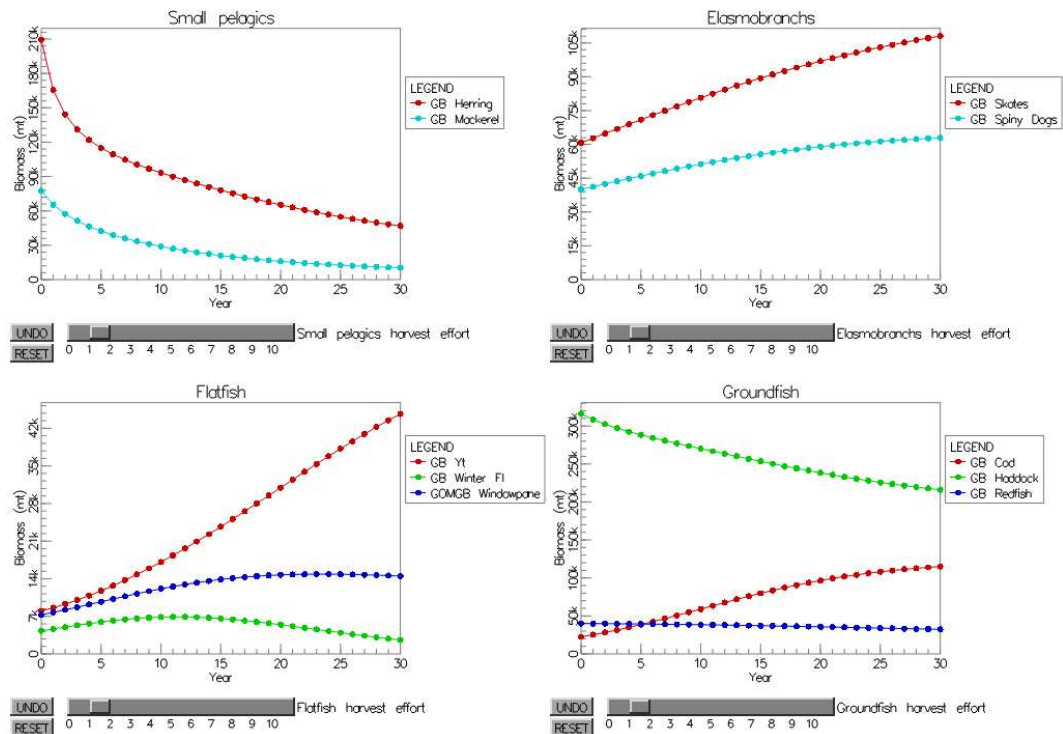 Small pelagics
Biomass (mt)
0 30k 60k 90k 120k 150k 180k 210k
0 5 10 15 20 25 30
Year
LEGEND
GB Herring
GB Mackerel
UNDO
RESET
0 1 2 3 4 5 6 7 8 9 10
Small pelagics harvest effort
Elasmobranchs
Biomass (mt)
0 15k 30k 45k 60k 75k 90k 105k
0 5 10 15 20 25 30
Year
LEGEND
GB Skates
GB Spiny Dogs
UNDO
RESET
0 1 2 3 4 5 6 7 8 9 10
Elasmobranchs harvest effort
Flatfish
Biomass (mt)
0 7k 14k 21k 28k 35k 42k
0 5 10 15 20 25 30
Year
LEGEND
GB Yt
GB Winter Fl
GOMGB Windowpane
UNDO
RESET
0 1 2 3 4 5 6 7 8 9 10
Flatfish harvest effort
Groundfish
Biomass (mt)
0 50k 100k 150k 200k 250k 300k
0 5 10 15 20 25 30
Year
LEGEND
GB Cod
GB Haddock
GB Redfish
UNDO
RESET
0 1 2 3 4 5 6 7 8 9 10
Groundfish harvest effort